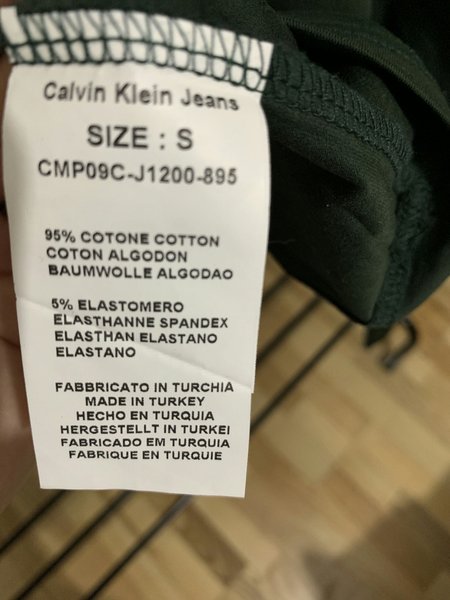 Calvin Klein Jeans
SIZE : S
CMP09C-J1200-895
95% COTONE COTTON
COTON ALGODON
BAUMWOLLE ALGODAO
5% ELASTOMERO
ELASTHANNE SPANDEX
ELASTHAN ELASTANO
ELASTANO
FABBRICATO IN TURCHIA
MADE IN TURKEY
HECHO EN TURQUIA
HERGESTELLT IN TURKEI
FABRICADO EM TURQUIA
FABRIQUE EN TURQUIE